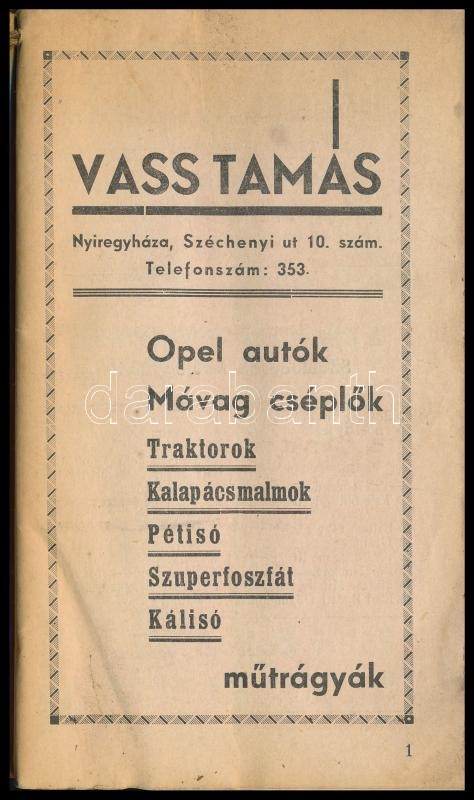 VASS TAMÁS
Nyiregyháza, Széchenyi ut 10. szám.
Telefonszám: 353.
Opel autók
Mávag cséplők
darabanth
Traktorok
Kalapácsmalmok
Pétisó
Szuperfoszfát
Kálisó
műtrágyák
1